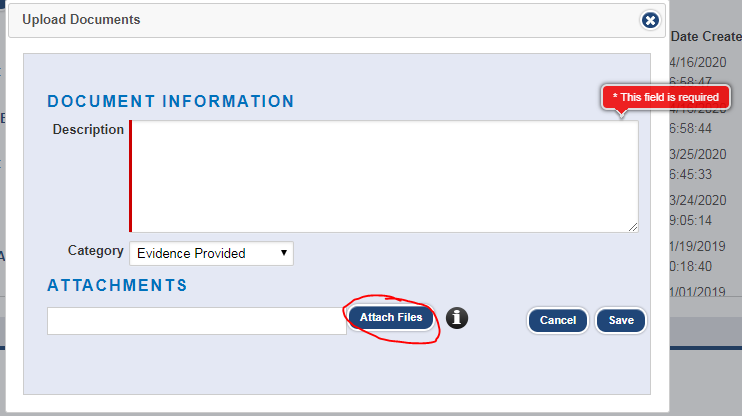 Upload Documents
Date Create
4/16/2020
6:58:47
DOCUMENT INFORMATION
* This field is required
Description
6:58:44
3/25/2020
6:45:33
3/24/2020
9:05:14
Category
Evidence Provided
1/19/2019
0:18:40
ATTACHMENTS
1/01/2019
Attach Files
i
Cancel
Save